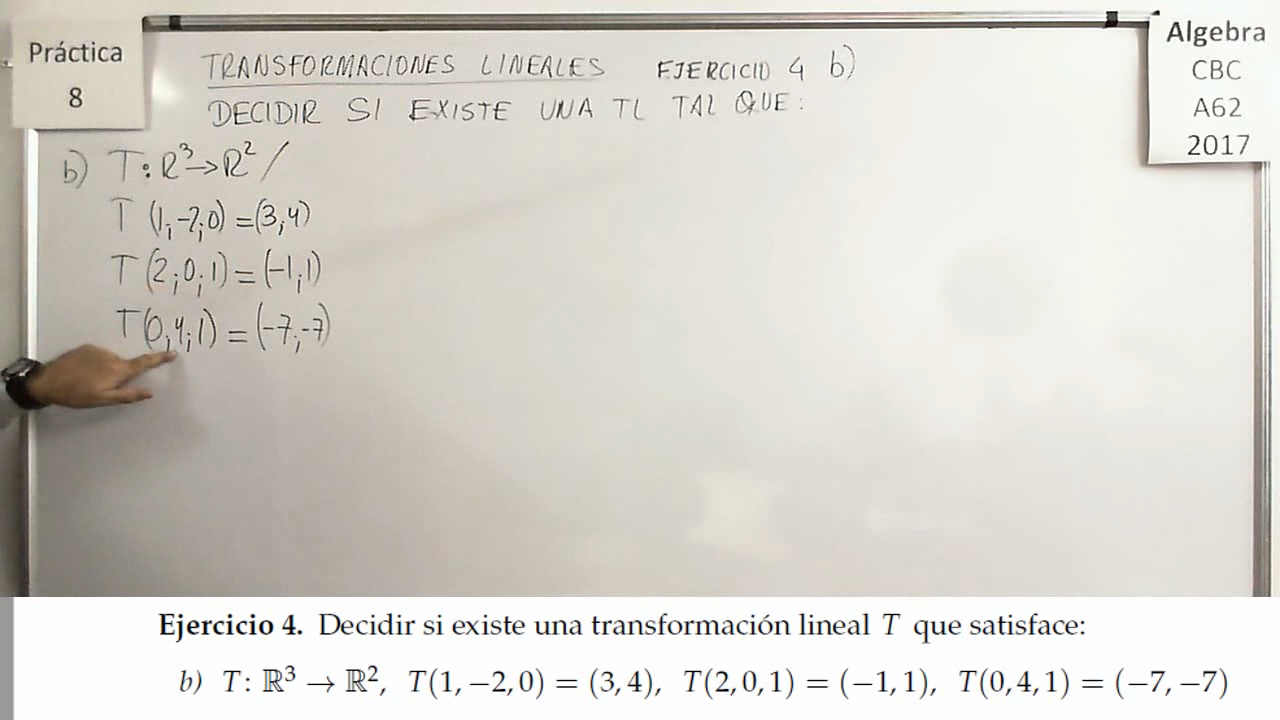 Práctica
8
TRANSFORMACIONES LINEALES EJERCICIO 4 b)
DECIDIR SI EXISTE UNA TL TAL QUE:
Algebra
CBC
A62
2017
b) T: R³→R² /
T (1;-2;0) = (3;4)
T (2;0;1) = (-1;1)
T (0;4;1) = (-7;-7)
Ejercicio 4. Decidir si existe una transformación lineal T que satisface:
b) T: ℝ³ → ℝ², T(1, −2, 0) = (3, 4), T(2, 0, 1) = (−1, 1), T(0, 4, 1) = (−7, −7)